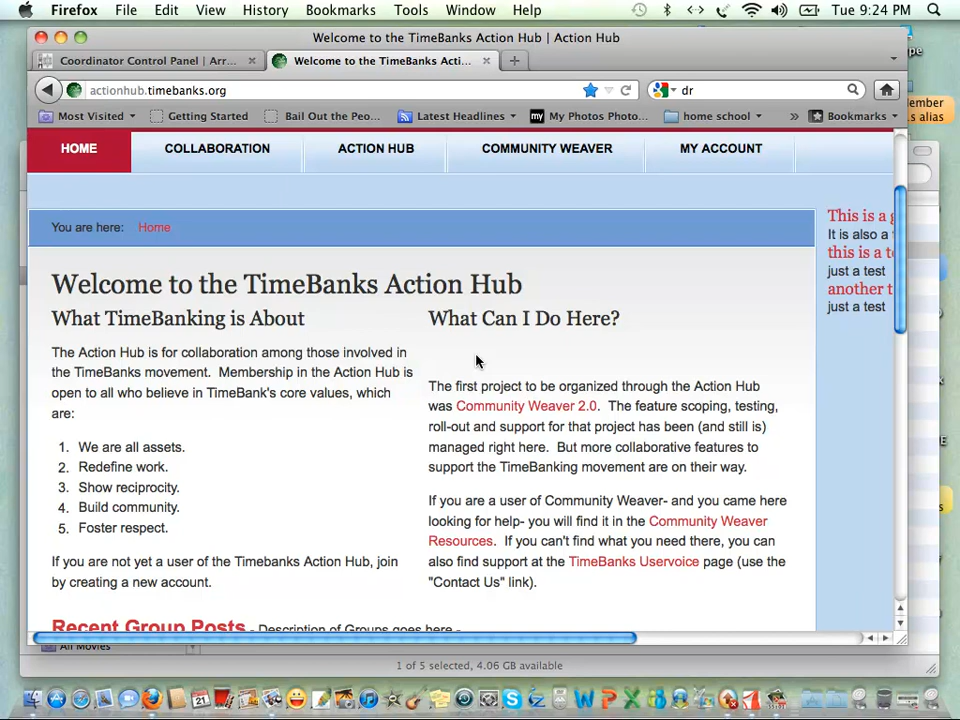 Firefox File Edit View History Bookmarks Tools Window Help Tue 9:24 PM
Welcome to the TimeBanks Action Hub | Action Hub
Coordinator Control Panel | Arr... Welcome to the TimeBanks Acti...
actionhub.timebanks.org dr
Most Visited Getting Started Bail Out the Peo... Latest Headlines My Photos Photo... home school » Bookmarks
ember
s alias
HOME COLLABORATION ACTION HUB COMMUNITY WEAVER MY ACCOUNT
You are here: Home
This is a g
It is also a
this is a te
just a test
another t
just a test
Welcome to the TimeBanks Action Hub
What TimeBanking is About
The Action Hub is for collaboration among those involved in
the TimeBanks movement. Membership in the Action Hub is
open to all who believe in TimeBank's core values, which
are:
1. We are all assets.
2. Redefine work.
3. Show reciprocity.
4. Build community.
5. Foster respect.
If you are not yet a user of the Timebanks Action Hub, join
by creating a new account.
What Can I Do Here?
The first project to be organized through the Action Hub
was Community Weaver 2.0. The feature scoping, testing,
roll-out and support for that project has been (and still is)
managed right here. But more collaborative features to
support the TimeBanking movement are on their way.
If you are a user of Community Weaver- and you came here
looking for help- you will find it in the Community Weaver
Resources. If you can't find what you need there, you can
also find support at the TimeBanks Uservoice page (use the
"Contact Us" link).
Recent Group Posts - Description of Groups goes here -
All Movies
1 of 5 selected, 4.06 GB available